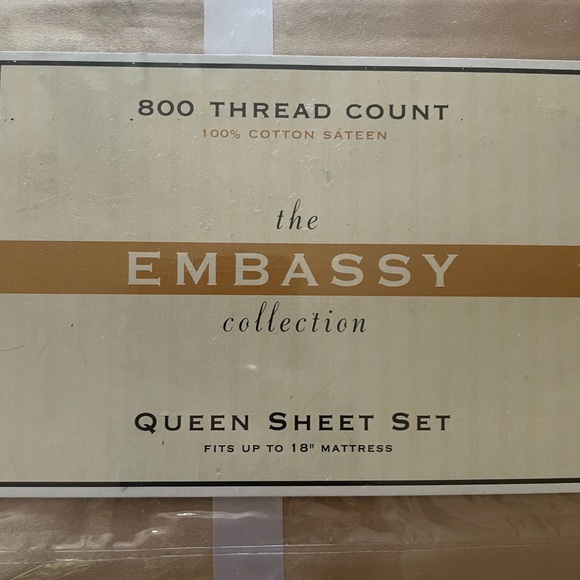 800 THREAD COUNT
100% COTTON SATEEN
the
EMBASSY
collection
QUEEN SHEET SET
FITS UP TO 18" MATTRESS